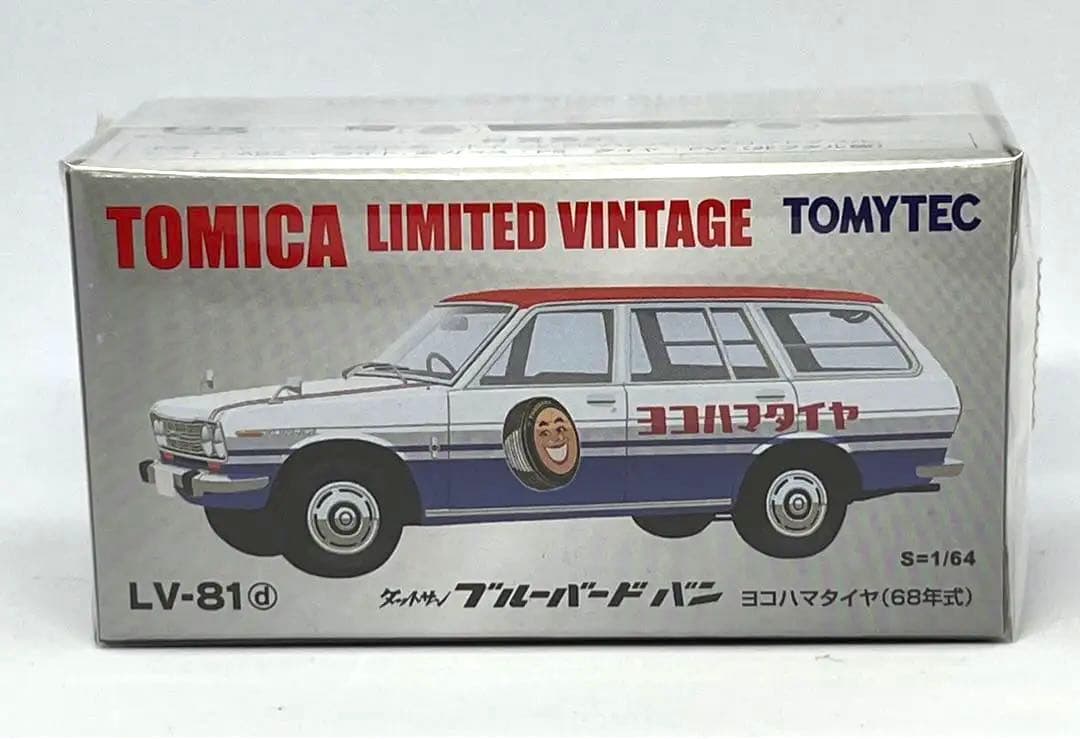 TOMICA LIMITED VINTAGE TOMYTEC
ヨコハマタイヤ
S=1/64
LV-81ⓓ ダットサン ブルーバード バン ヨコハマタイヤ(68年式)